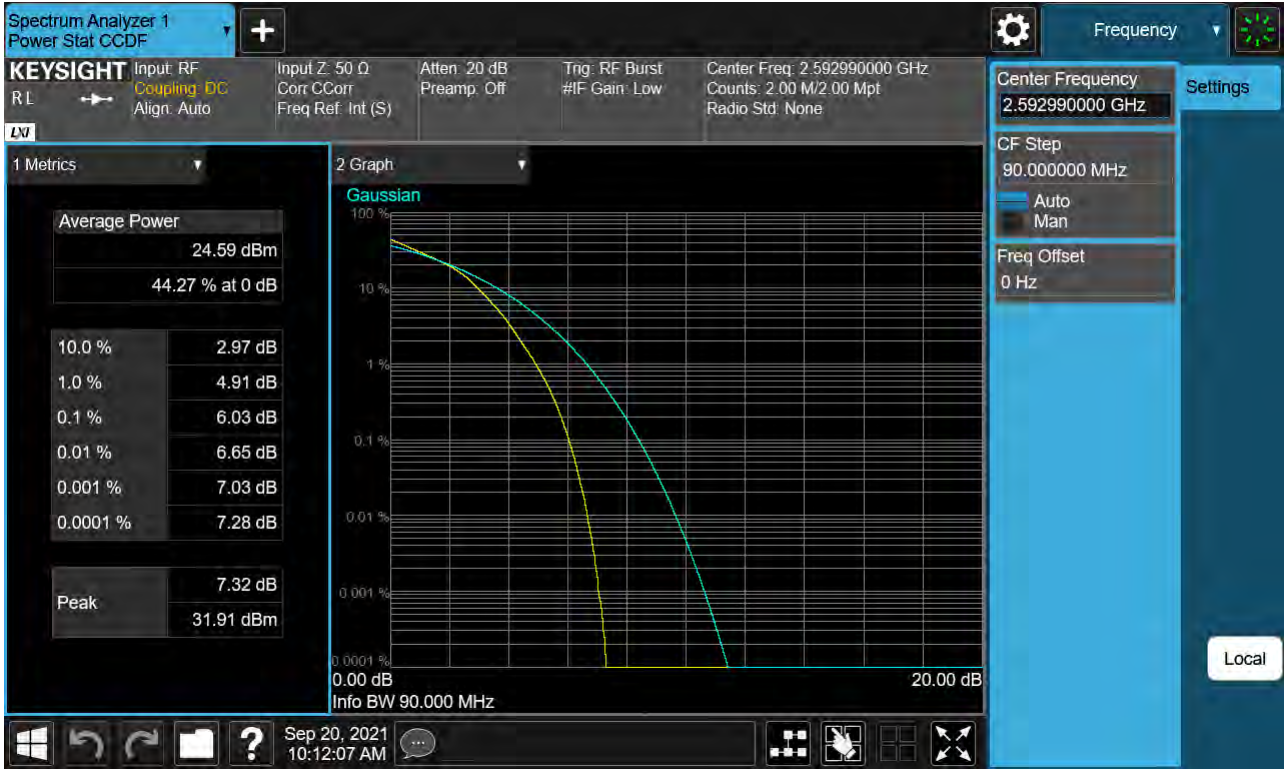 Spectrum Analyzer 1
Power Stat CCDF
+
Frequency
KEYSIGHT
R L
LXI
Input: RF
Coupling: DC
Align: Auto
Input Z: 50 Ω
Corr CCorr
Freq Ref: Int (S)
Atten: 20 dB
Preamp: Off
Trig: RF Burst
#IF Gain: Low
Center Freq: 2.592990000 GHz
Counts: 2.00 M/2.00 Mpt
Radio Std: None
1 Metrics
Average Power
24.59 dBm
44.27 % at 0 dB
10.0 % 2.97 dB
1.0 % 4.91 dB
0.1 % 6.03 dB
0.01 % 6.65 dB
0.001 % 7.03 dB
0.0001 % 7.28 dB
Peak
7.32 dB
31.91 dBm
2 Graph
Gaussian
100 %
10 %
1 %
0.1 %
0.01 %
0.001 %
0.0001 %
0.00 dB 20.00 dB
Info BW 90.000 MHz
Center Frequency
2.592990000 GHz
CF Step
90.000000 MHz
Auto
Man
Freq Offset
0 Hz
Settings
Local
?
Sep 20, 2021
10:12:07 AM